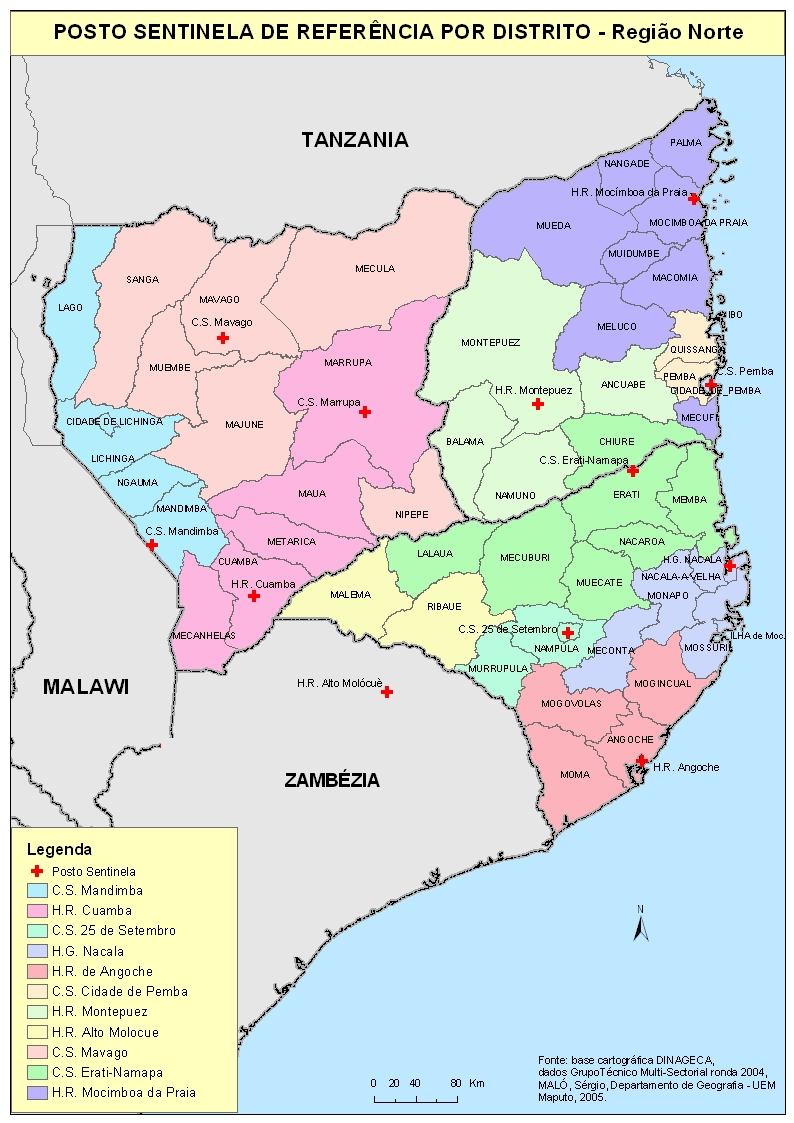 POSTO SENTINELA DE REFERÊNCIA POR DISTRITO - Região Norte
TANZANIA
PALMA
NANGADE
H.R. Mocímboa da Praia
MUEDA
MOCIMBOA DA PRAIA
MUIDUMBE
MECULA
SANGA
MACOMIA
MAVAGO
LAGO
C.S. Mavago
IBO
MELUCO
MONTEPUEZ
QUISSANGA
MARRUPA
MUEMBE
C.S. Pemba
PEMBA
ANCUABE
H.R. Montepuez
CIDADE_DE_PEMBA
C.S. Marrupa
MECUFI
CIDADE DE LICHINGA
MAJUNE
BALAMA
CHIURE
LICHINGA
C.S. Erati-Namapa
NGAUMA
MAUA
NAMUNO
ERATI
MEMBA
MANDIMBA
NIPEPE
C.S. Mandimba
METARICA
NACAROA
LALAUA
MECUBURI
H.G. NACALA
CUAMBA
NACALA-A-VELHA
H.R. Cuamba
MUECATE
MALEMA
MONAPO
RIBAUE
C.S. 25 de Setembro
MECANHELAS
ILHA de Moc.
NAMPULA
MECONTA
MOSSURIL
MURRUPULA
H.R. Alto Molócuè
MOGINCUAL
MALAWI
MOGOVOLAS
ANGOCHE
H.R. Angoche
MOMA
ZAMBÉZIA
Legenda
Posto Sentinela
C.S. Mandimba
H.R. Cuamba
C.S. 25 de Setembro
H.G. Nacala
H.R. de Angoche
C.S. Cidade de Pemba
H.R. Montepuez
H.R. Alto Molocue
C.S. Mavago
C.S. Erati-Namapa
H.R. Mocimboa da Praia
N
0 20 40 80 Km
Fonte: base cartográfica DINAGECA,
dados GrupoTécnico Multi-Sectorial ronda 2004,
MALÓ, Sérgio, Departamento de Geografia - UEM
Maputo, 2005.